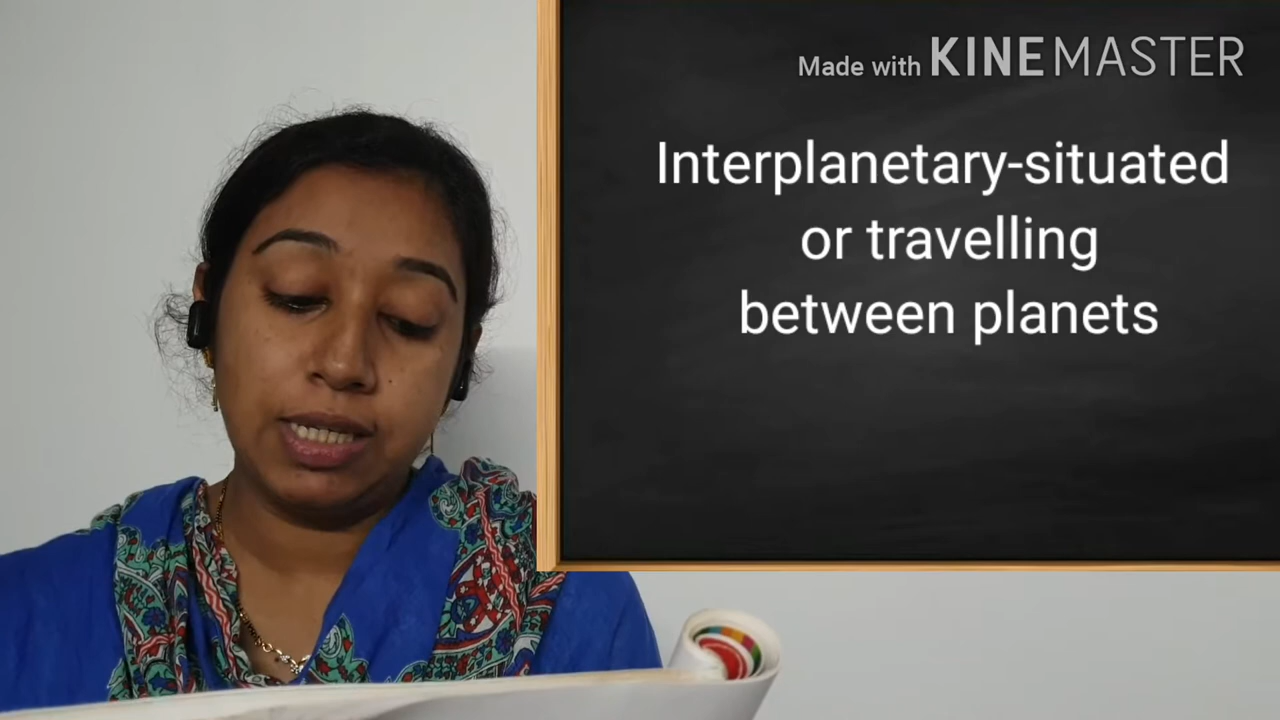 Made with KINEMASTER
Interplanetary-situated
or travelling
between planets